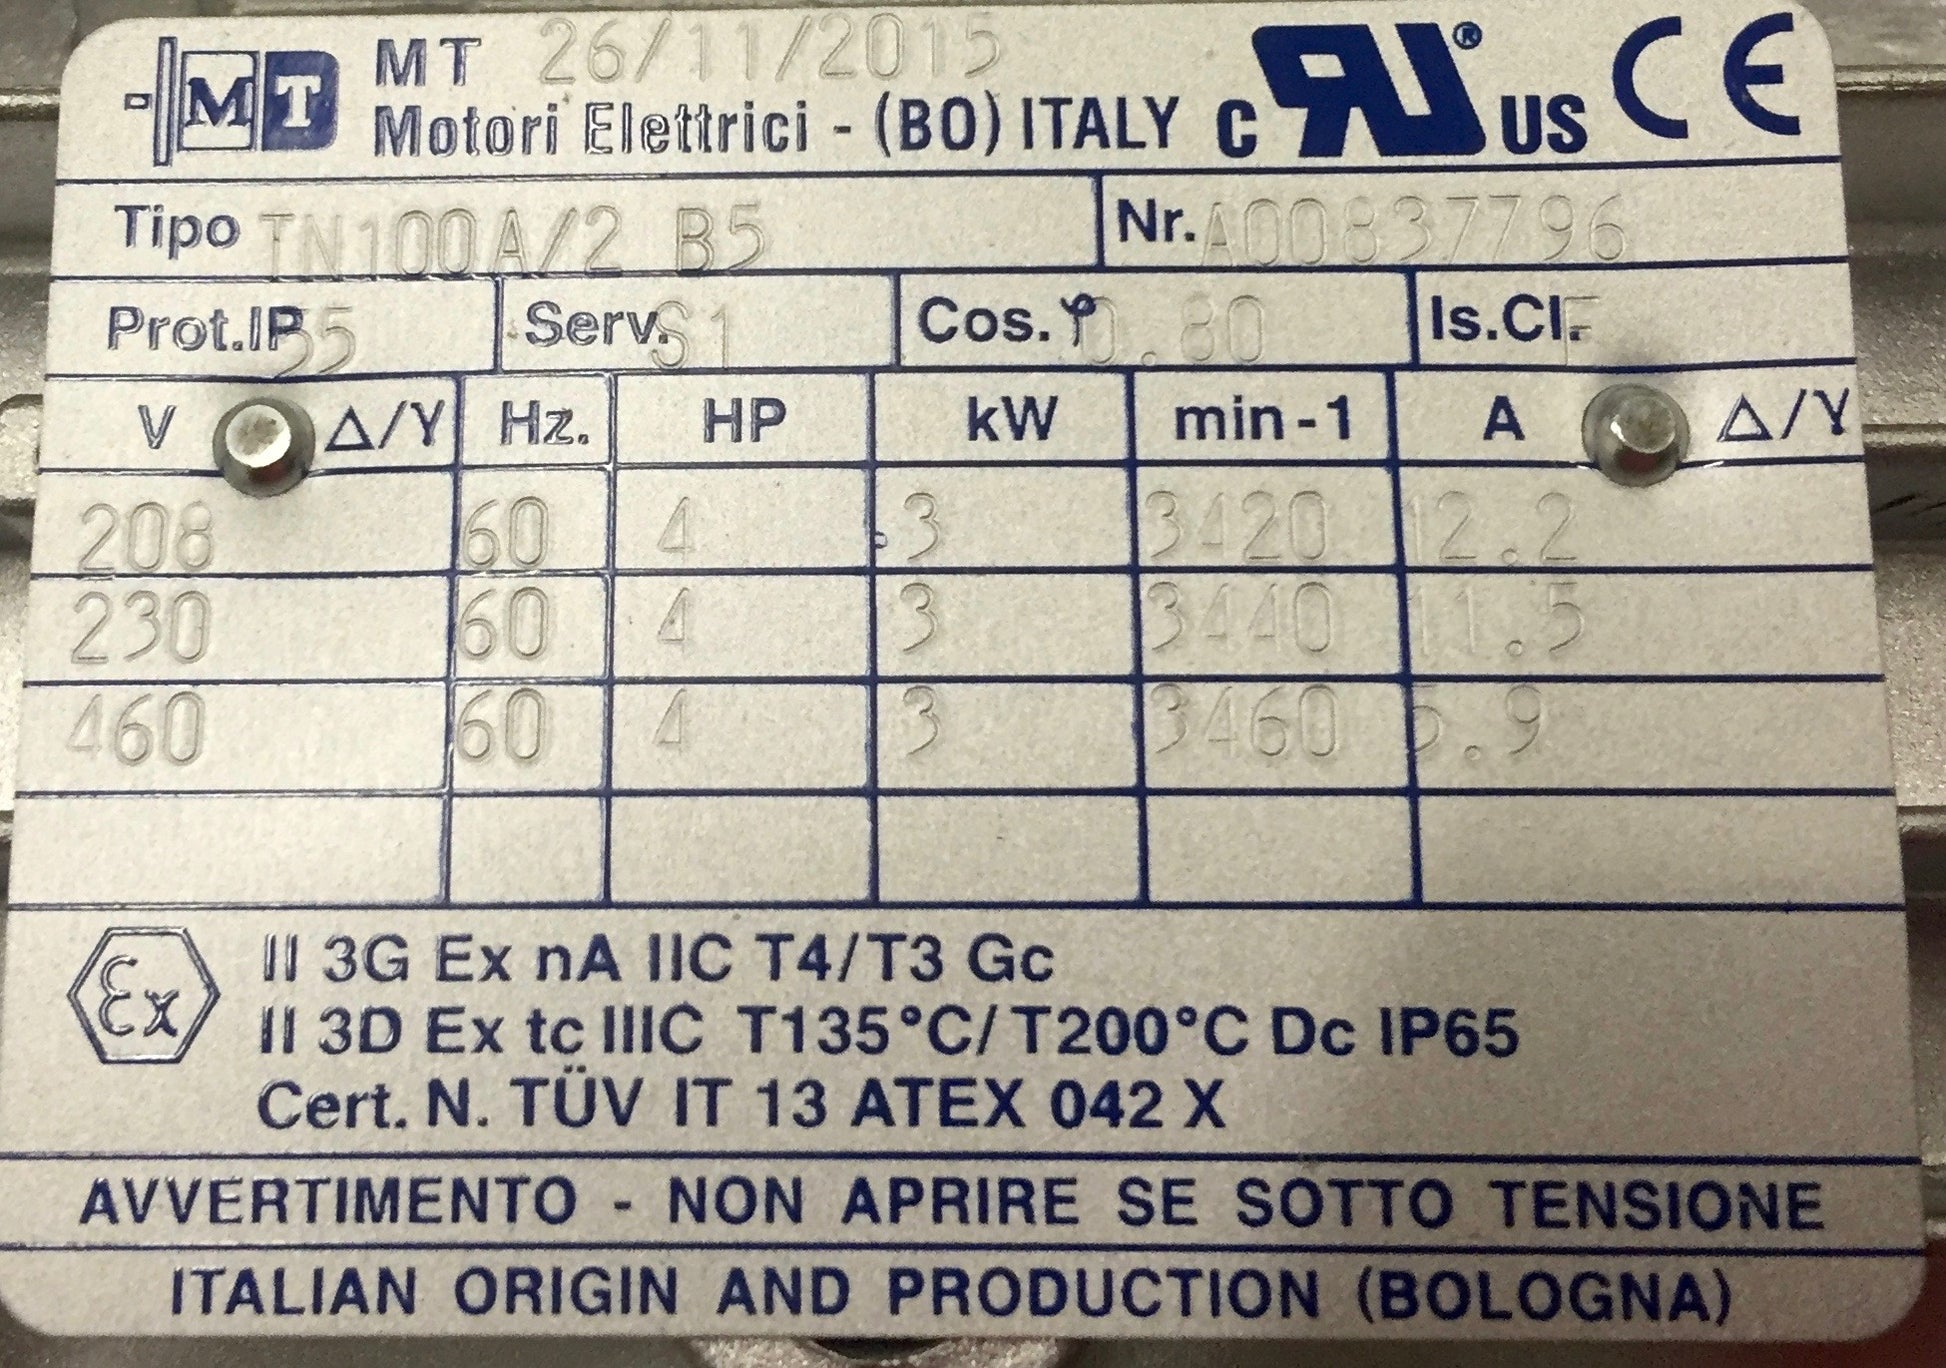 MT MT 26/11/2015
Motori Elettrici - (BO) ITALY C RU® US CE
Tipo TN100A/2 B5 Nr. A00837796
Prot.IP 55 Serv. S1 Cos.φ 0.80 Is.Cl. F
V Δ/Y Hz. HP kW min-1 A Δ/Y
208 60 4 3 3420 12.2
230 60 4 3 3440 11.5
460 60 4 3 3460 5.9
Ex II 3G Ex nA IIC T4/T3 Gc
II 3D Ex tc IIIC T135°C/T200°C Dc IP65
Cert. N. TÜV IT 13 ATEX 042 X
AVVERTIMENTO - NON APRIRE SE SOTTO TENSIONE
ITALIAN ORIGIN AND PRODUCTION (BOLOGNA)